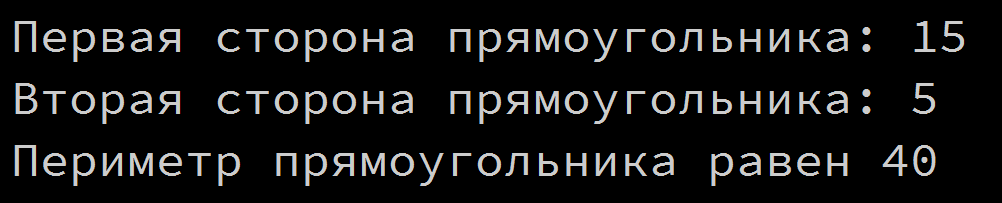 Первая сторона прямоугольника: 15
Вторая сторона прямоугольника: 5
Периметр прямоугольника равен 40